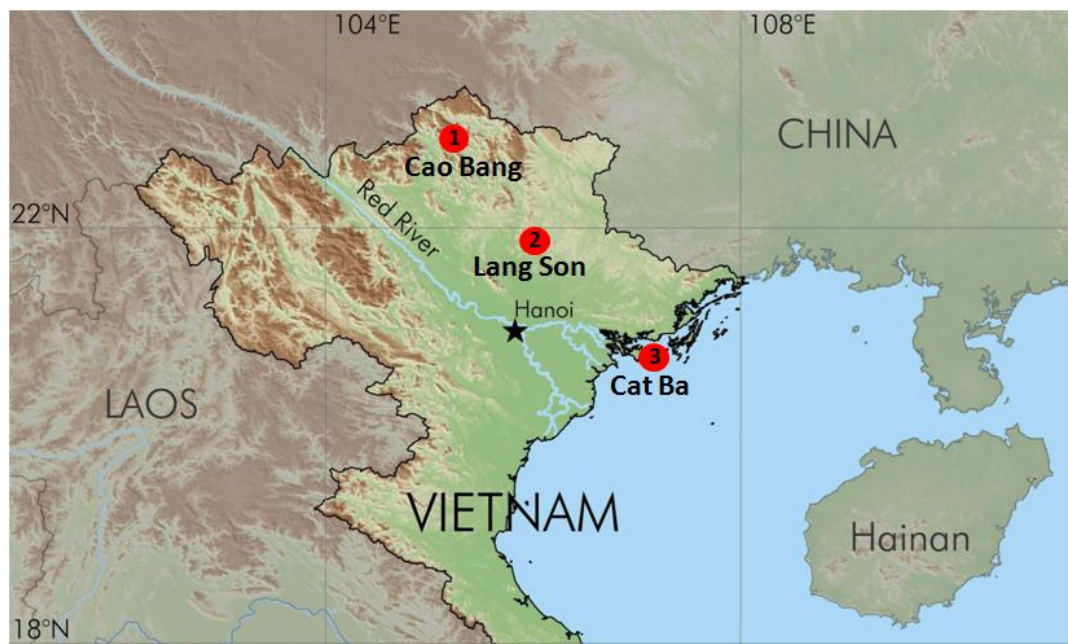 104°E
108°E
1
Cao Bang
CHINA
Red River
22°N
2
Lang Son
Hanoi
3
Cat Ba
LAOS
VIETNAM
Hainan
18°N